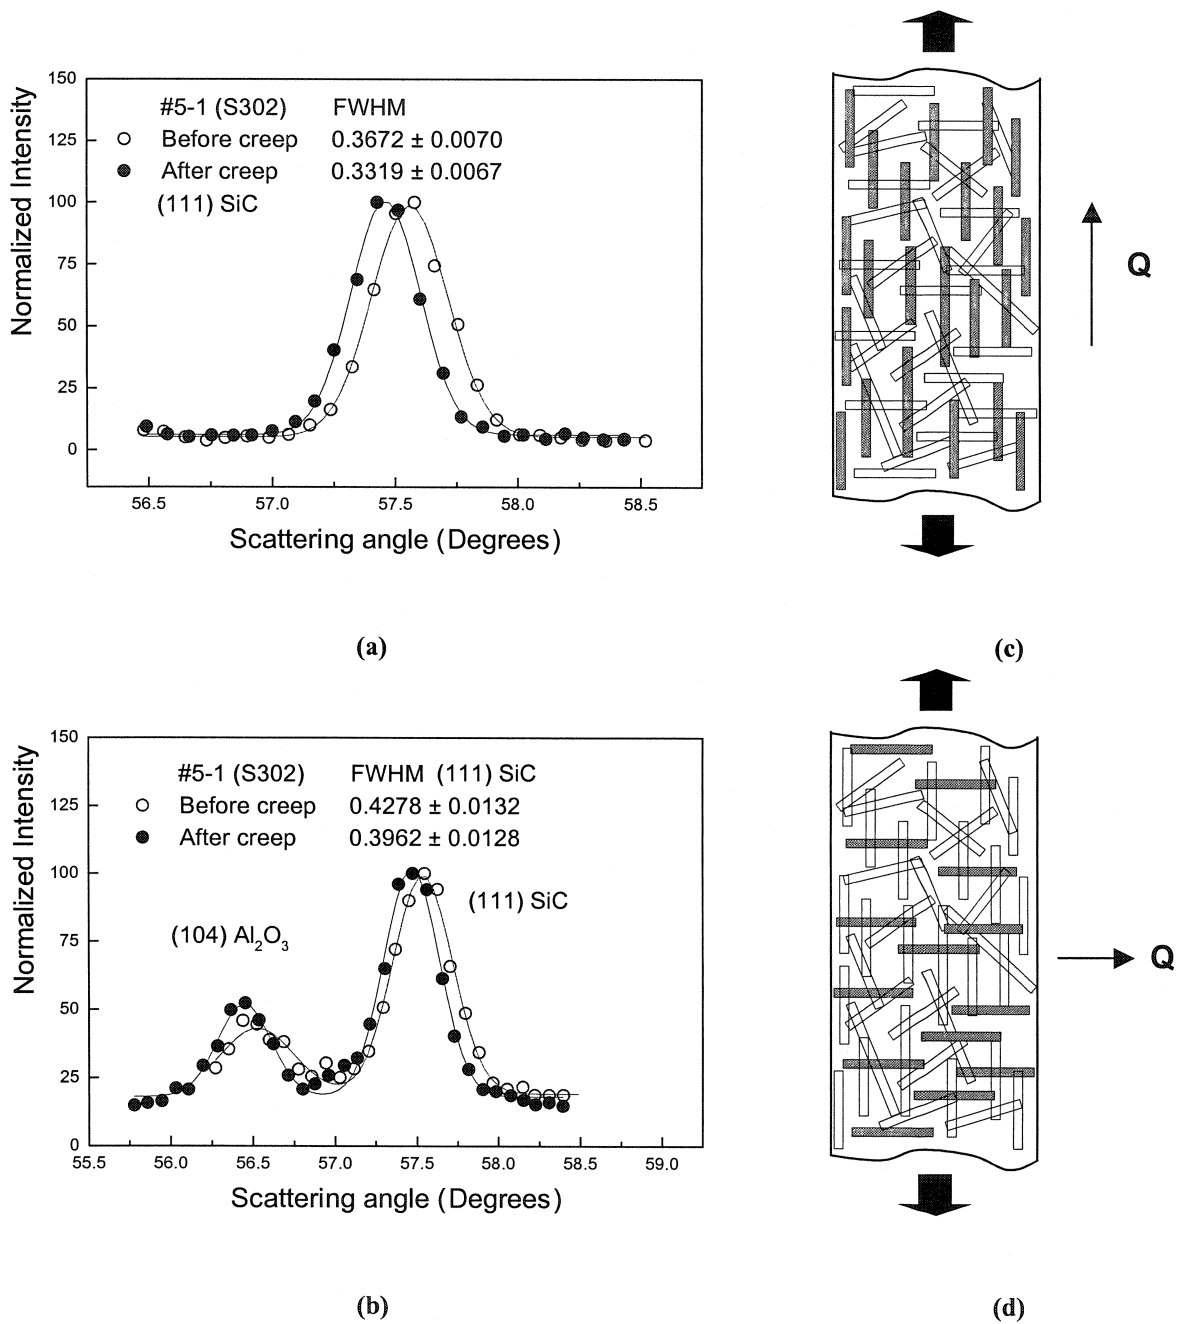 Normalized Intensity
150
125
100
75
50
25
0
#5-1 (S302) FWHM
Before creep 0.3672 ± 0.0070
After creep 0.3319 ± 0.0067
(111) SiC
56.5 57.0 57.5 58.0 58.5
Scattering angle (Degrees)
(a)
Q
(c)
Normalized Intensity
150
125
100
75
50
25
0
#5-1 (S302) FWHM (111) SiC
Before creep 0.4278 ± 0.0132
After creep 0.3962 ± 0.0128
(111) SiC
(104) Al₂O₃
55.5 56.0 56.5 57.0 57.5 58.0 58.5 59.0
Scattering angle (Degrees)
(b)
Q
(d)